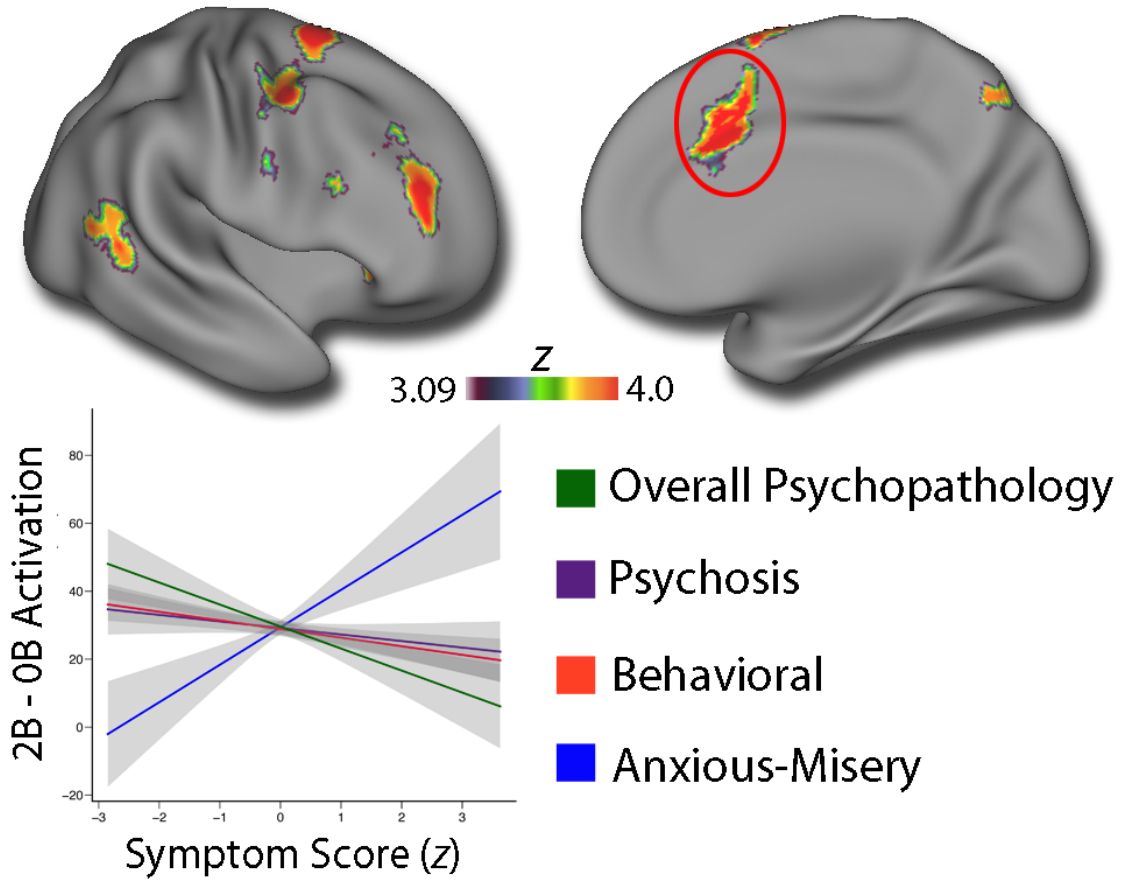 z
3.09 4.0
2B - 0B Activation
80
60
40
20
0
−20
−3 −2 −1 0 1 2 3
Symptom Score (z)
Overall Psychopathology
Psychosis
Behavioral
Anxious-Misery